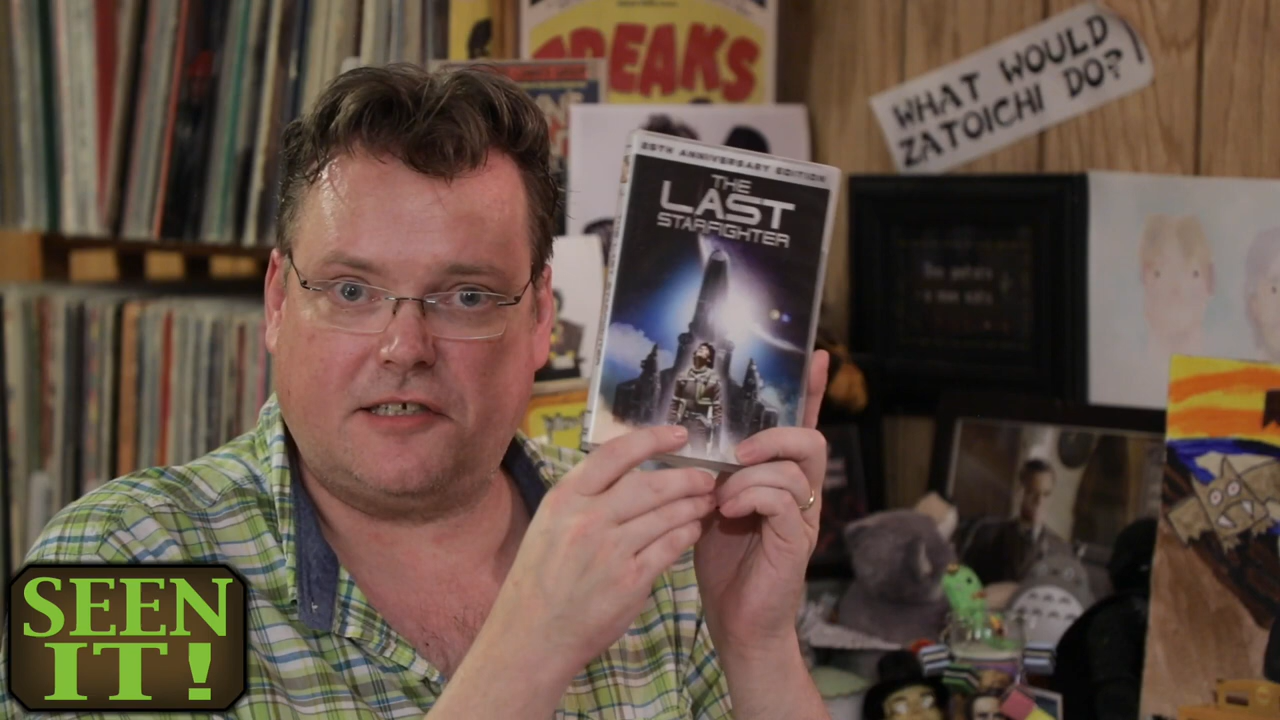 FREAKS
WHAT WOULD
ZATOICHI DO?
25TH ANNIVERSARY EDITION
THE
LAST
STARFIGHTER
SEEN
IT!